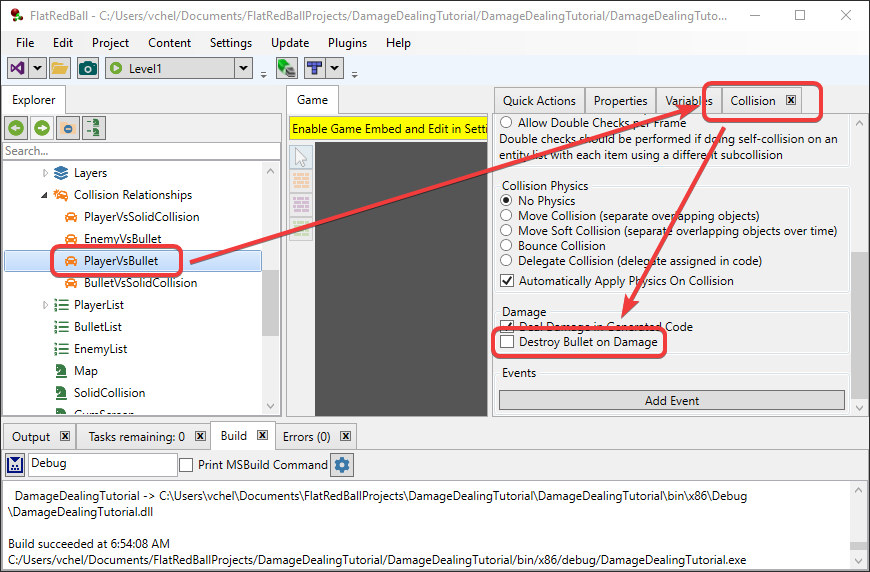 FlatRedBall - C:/Users/vchel/Documents/FlatRedBallProjects/DamageDealingTutorial/DamageDealingTutorial/DamageDealingTuto...
File Edit Project Content Settings Update Plugins Help
Level1
Explorer
Search...
Layers
Collision Relationships
PlayerVsSolidCollision
EnemyVsBullet
PlayerVsBullet
BulletVsSolidCollision
PlayerList
BulletList
EnemyList
Map
SolidCollision
GumScreen
Game
Enable Game Embed and Edit in Setti
Quick Actions Properties Variables Collision
Allow Double Checks per Frame
Double checks should be performed if doing self-collision on an
entity list with each item using a different subcollision
Collision Physics
No Physics
Move Collision (separate overlapping objects)
Move Soft Collision (separate overlapping objects over time)
Bounce Collision
Delegate Collision (delegate assigned in code)
Automatically Apply Physics On Collision
Damage
Deal Damage in Generated Code
Destroy Bullet on Damage
Events
Add Event
Output Tasks remaining: 0 Build Errors (0)
Debug Print MSBuild Command
DamageDealingTutorial -> C:\Users\vchel\Documents\FlatRedBallProjects\DamageDealingTutorial\DamageDealingTutorial\bin\x86\Debug
\DamageDealingTutorial.dll
Build succeeded at 6:54:08 AM
C:/Users/vchel/Documents/FlatRedBallProjects/DamageDealingTutorial/DamageDealingTutorial/bin/x86/debug/DamageDealingTutorial.exe